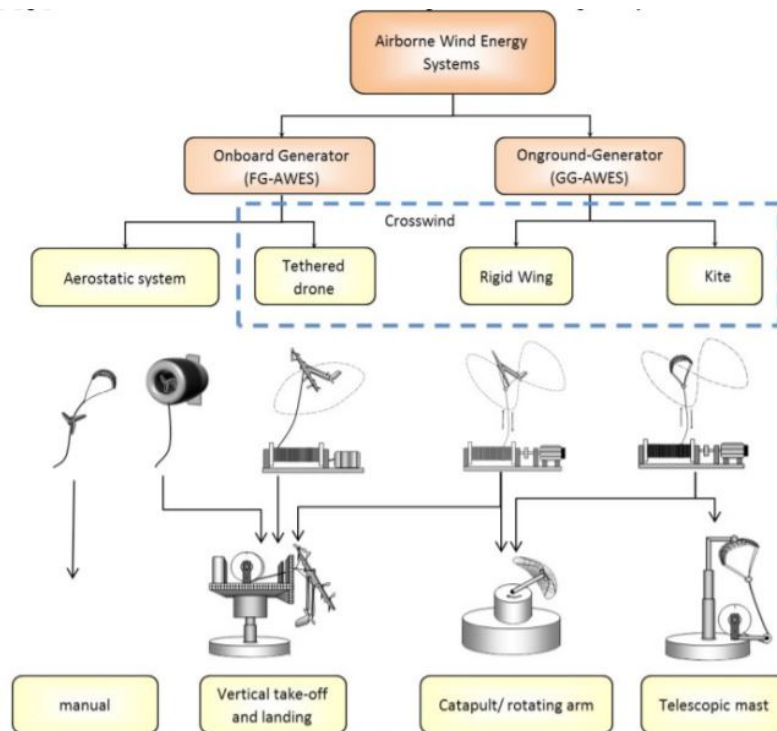 Airborne Wind Energy
Systems
Onboard Generator
(FG-AWES)
Onground-Generator
(GG-AWES)
Crosswind
Aerostatic system
Tethered
drone
Rigid Wing
Kite
manual
Vertical take-off
and landing
Catapult/ rotating arm
Telescopic mast